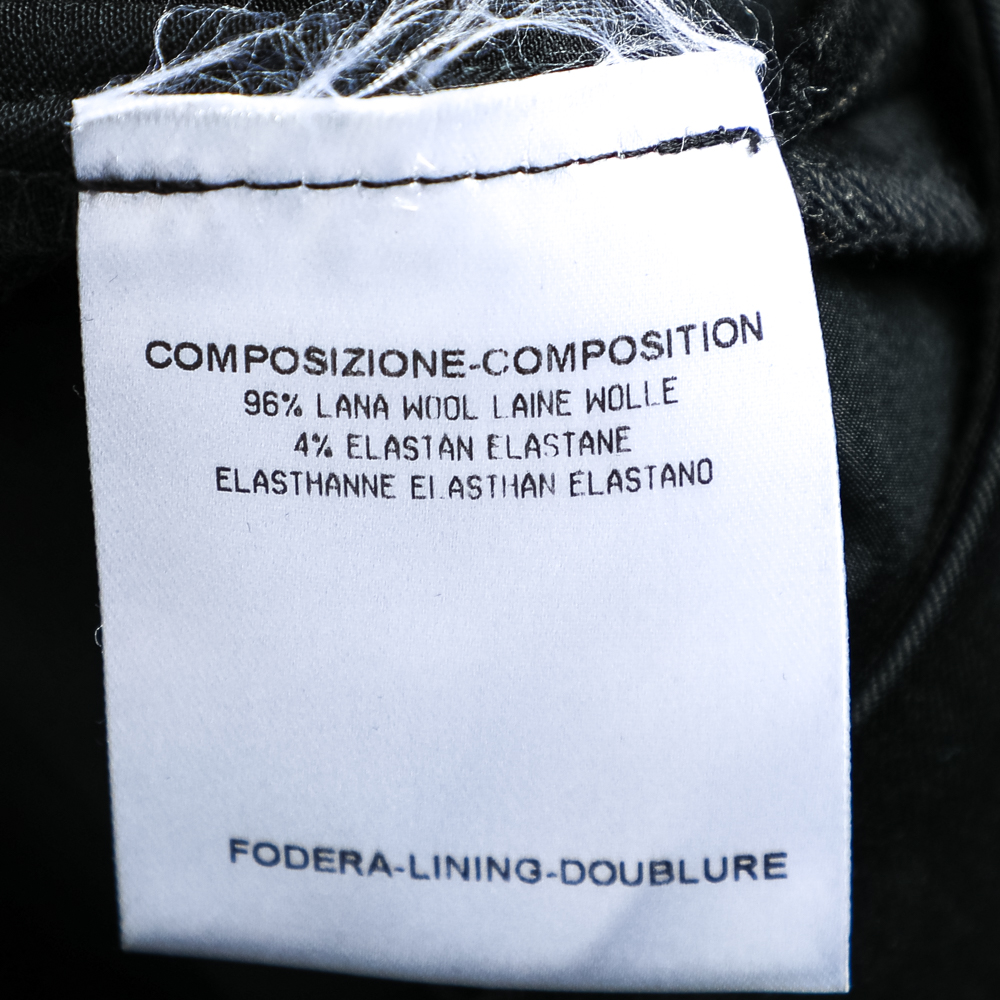 COMPOSIZIONE-COMPOSITION
96% LANA WOOL LAINE WOLLE
4% ELASTAN ELASTANE
ELASTHANNE ELASTHAN ELASTANO
FODERA-LINING-DOUBLURE